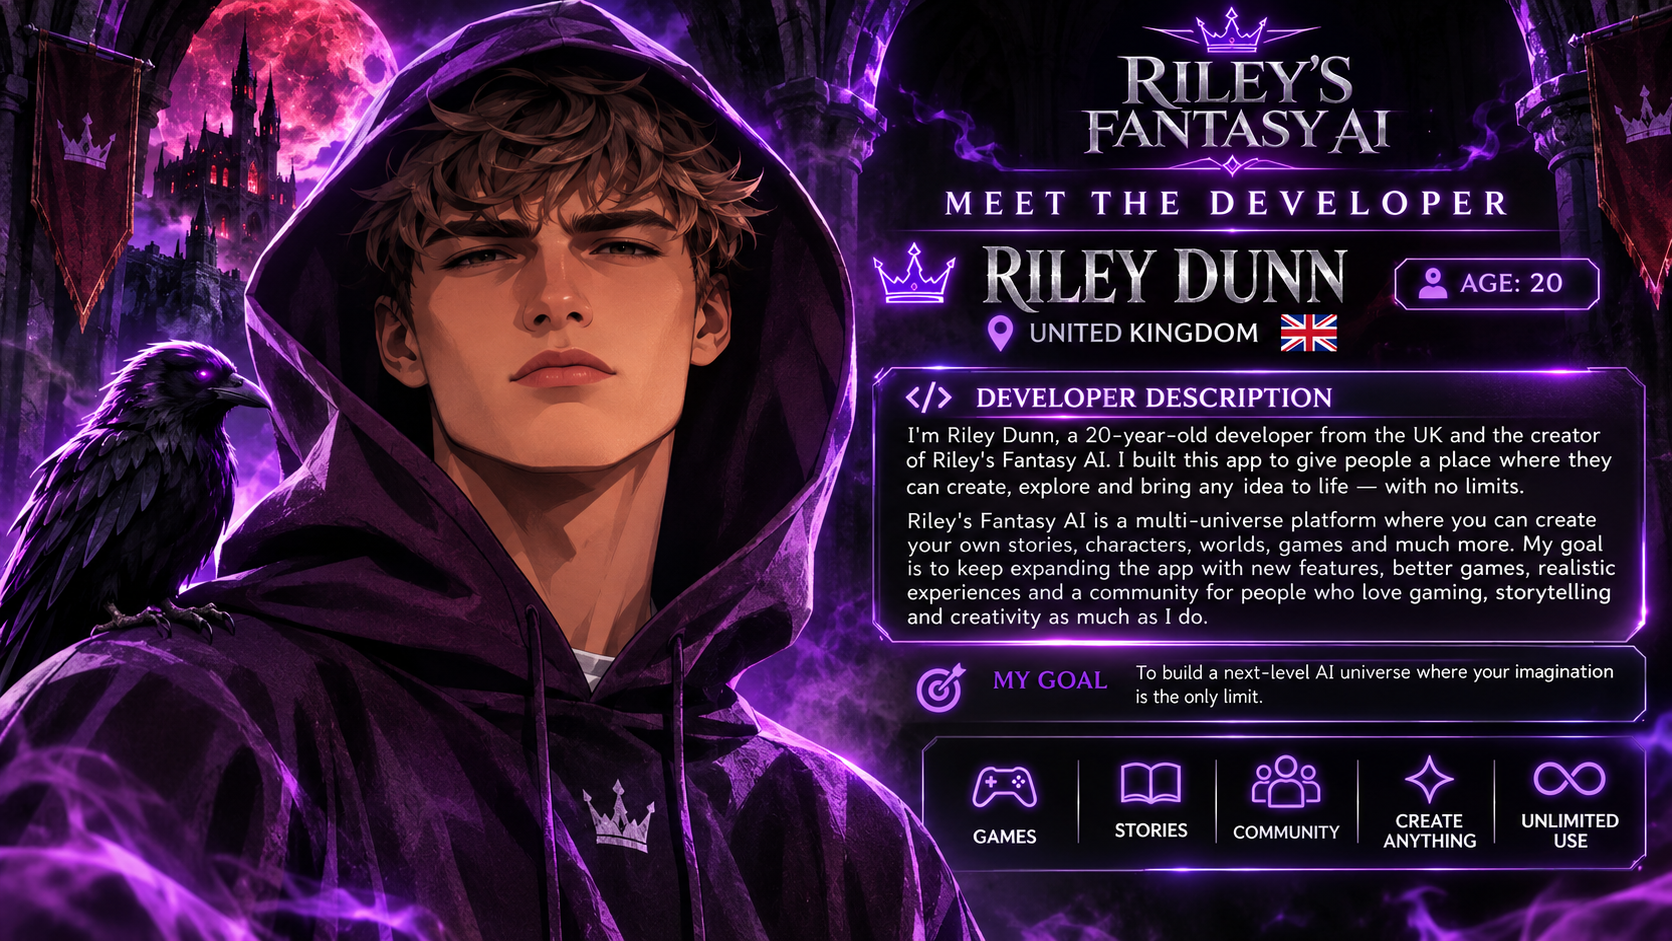 RILEY'S
FANTASY AI
MEET THE DEVELOPER
RILEY DUNN
AGE: 20
UNITED KINGDOM
</> DEVELOPER DESCRIPTION
I'm Riley Dunn, a 20-year-old developer from the UK and the creator
of Riley's Fantasy AI. I built this app to give people a place where they
can create, explore and bring any idea to life — with no limits.
Riley's Fantasy AI is a multi-universe platform where you can create
your own stories, characters, worlds, games and much more. My goal
is to keep expanding the app with new features, better games, realistic
experiences and a community for people who love gaming, storytelling
and creativity as much as I do.
MY GOAL
To build a next-level AI universe where your imagination
is the only limit.
GAMES
STORIES
COMMUNITY
CREATE
ANYTHING
UNLIMITED
USE